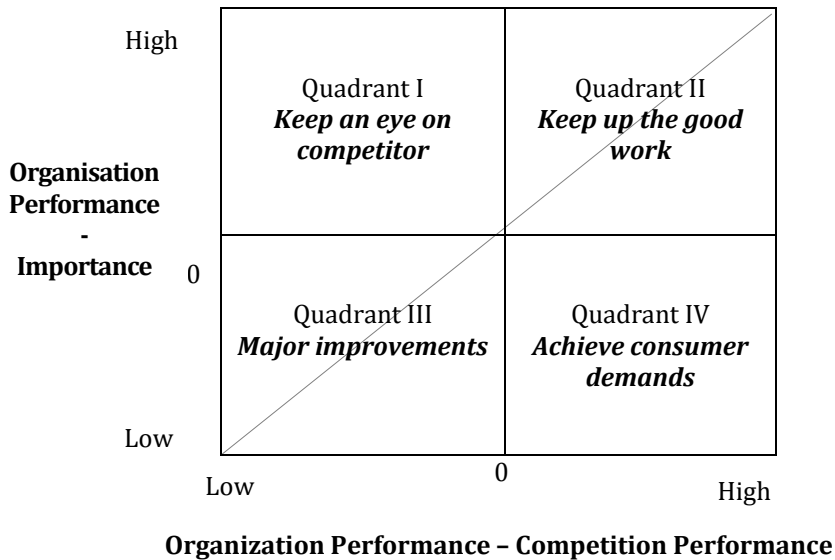 High
Quadrant I
Keep an eye on
competitor
Quadrant II
Keep up the good
work
Organisation
Performance
-
Importance
0
Quadrant III
Major improvements
Quadrant IV
Achieve consumer
demands
Low
Low
0
High
Organization Performance – Competition Performance